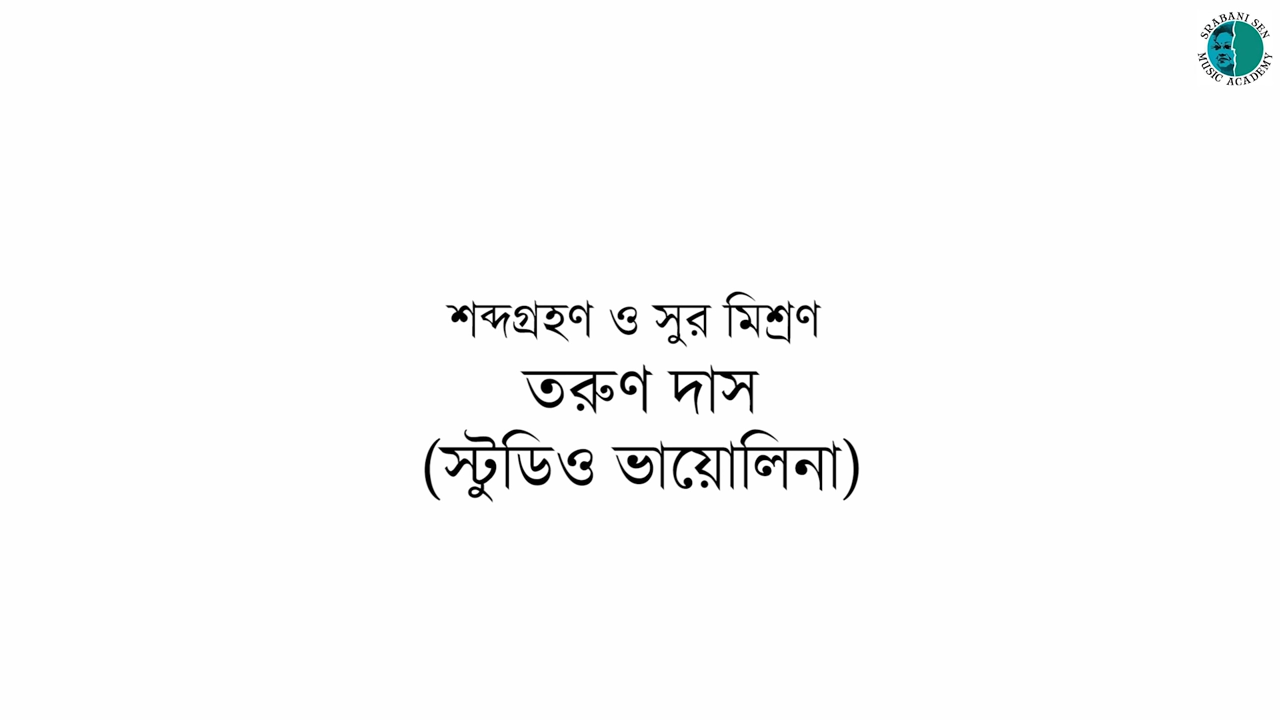 SRABANI SEN
MUSIC ACADEMY
শব্দগ্রহণ ও সুর মিশ্রণ
তরুণ দাস
(স্টুডিও ভায়োলিনা)